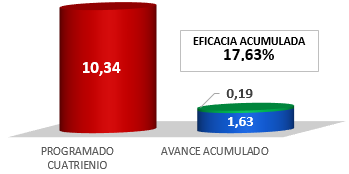 EFICACIA ACUMULADA
17,63%
10,34
0,19
1,63
PROGRAMADO
CUATRIENIO
AVANCE ACUMULADO